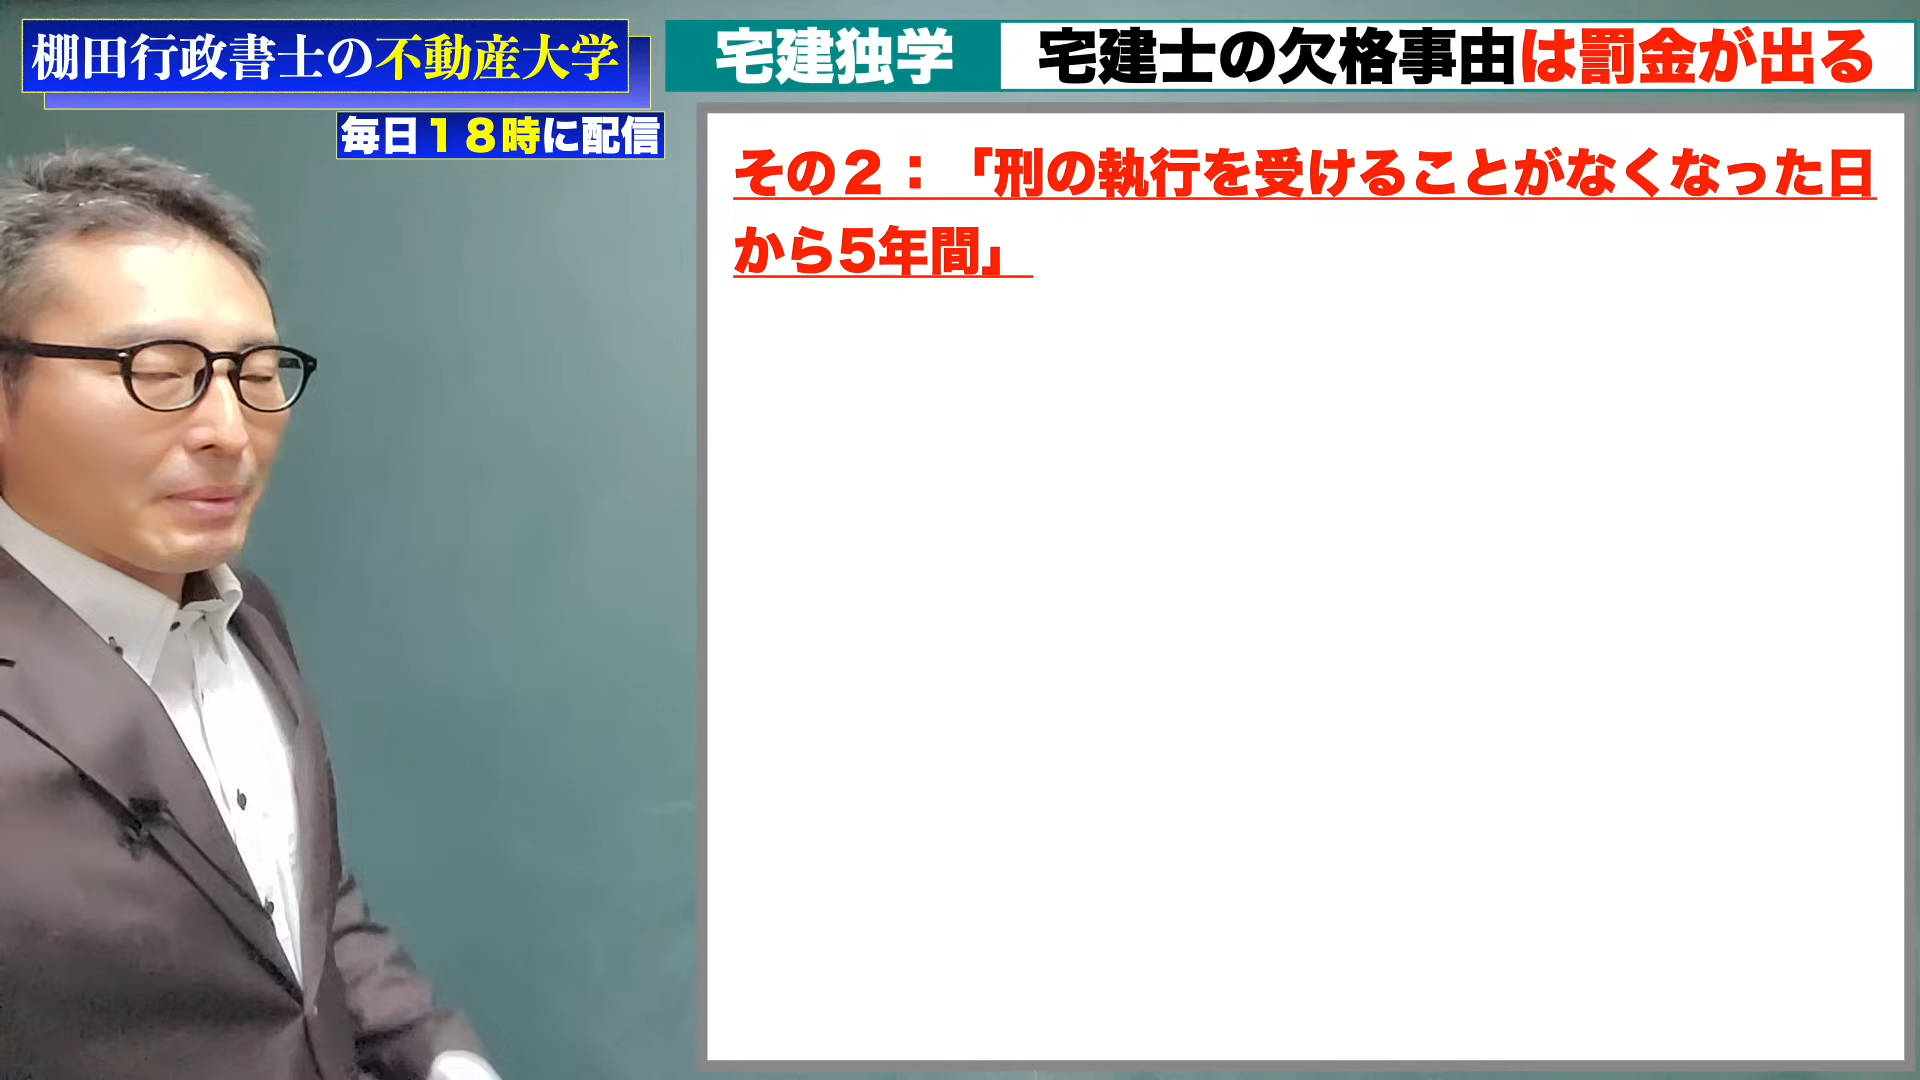 棚田行政書士の不動産大学
毎日１８時に配信
宅建独学
宅建士の欠格事由は罰金が出る
その２：「刑の執行を受けることがなくなった日
から5年間」